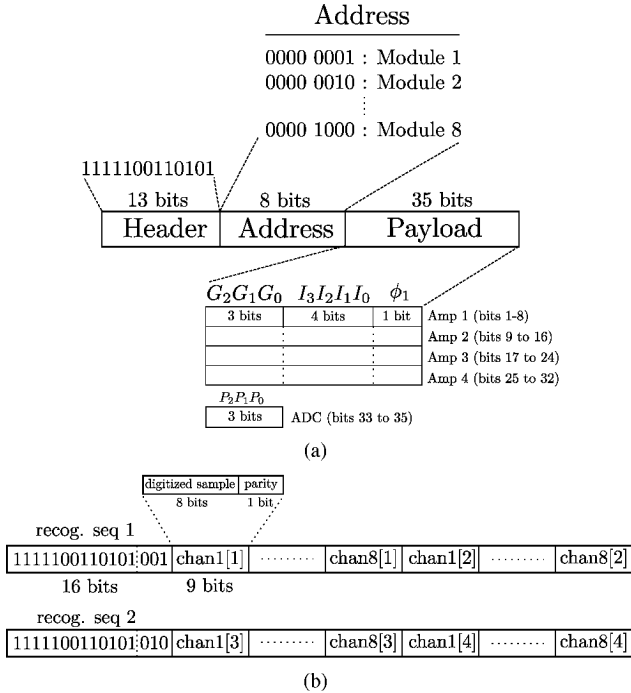 Address
0000 0001 : Module 1
0000 0010 : Module 2
0000 1000 : Module 8
1111100110101
13 bits 8 bits 35 bits
Header Address Payload
G2G1G0 I3I2I1I0 ϕ1
3 bits 4 bits 1 bit Amp 1 (bits 1-8)
Amp 2 (bits 9 to 16)
Amp 3 (bits 17 to 24)
Amp 4 (bits 25 to 32)
P2P1P0
3 bits ADC (bits 33 to 35)
(a)
digitized sample parity
8 bits 1 bit
recog. seq 1
1111100110101 001 chan1[1] ········ chan8[1] chan1[2] ········ chan8[2]
16 bits 9 bits
recog. seq 2
1111100110101 010 chan1[3] ········ chan8[3] chan1[4] ········ chan8[4]
(b)